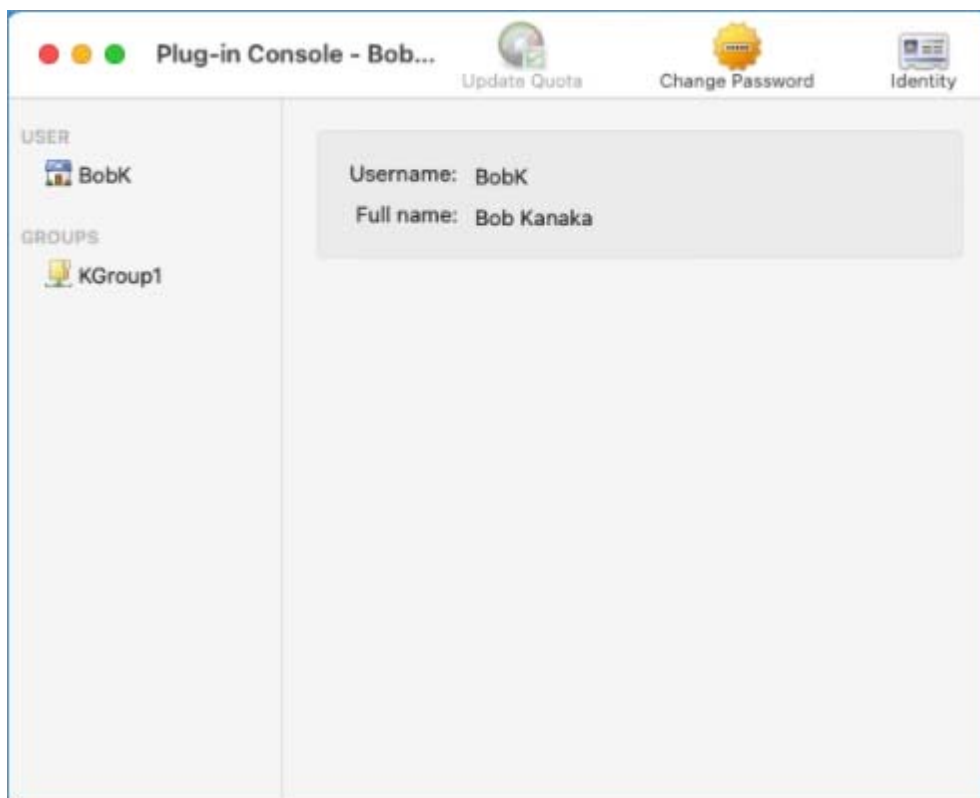 Plug-in Console - Bob...
Update Quota
Change Password
Identity
USER
BobK
GROUPS
KGroup1
Username: BobK
Full name: Bob Kanaka